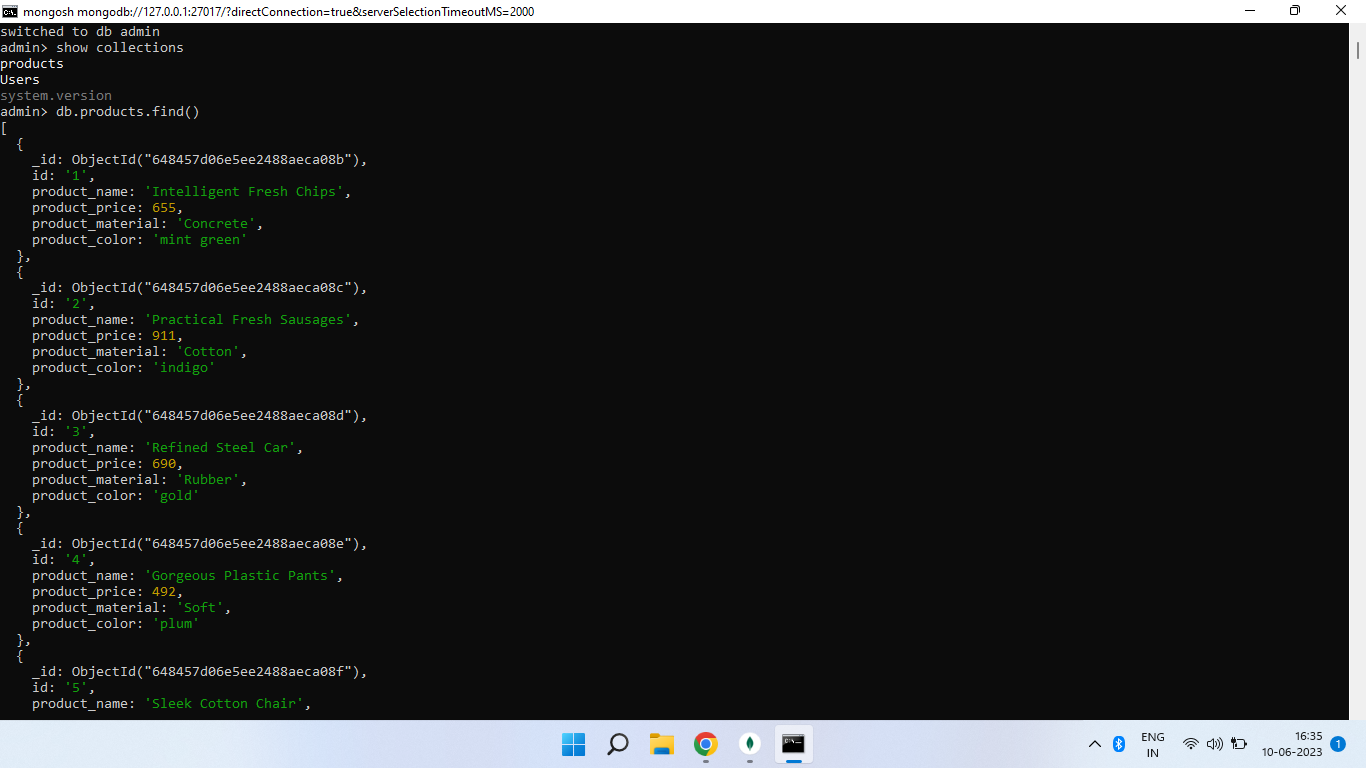 mongosh mongodb://127.0.0.1:27017/?directConnection=true&serverSelectionTimeoutMS=2000
switched to db admin
admin> show collections
products
Users
system.version
admin> db.products.find()
[
  {
    _id: ObjectId("648457d06e5ee2488aeca08b"),
    id: '1',
    product_name: 'Intelligent Fresh Chips',
    product_price: 655,
    product_material: 'Concrete',
    product_color: 'mint green'
  },
  {
    _id: ObjectId("648457d06e5ee2488aeca08c"),
    id: '2',
    product_name: 'Practical Fresh Sausages',
    product_price: 911,
    product_material: 'Cotton',
    product_color: 'indigo'
  },
  {
    _id: ObjectId("648457d06e5ee2488aeca08d"),
    id: '3',
    product_name: 'Refined Steel Car',
    product_price: 690,
    product_material: 'Rubber',
    product_color: 'gold'
  },
  {
    _id: ObjectId("648457d06e5ee2488aeca08e"),
    id: '4',
    product_name: 'Gorgeous Plastic Pants',
    product_price: 492,
    product_material: 'Soft',
    product_color: 'plum'
  },
  {
    _id: ObjectId("648457d06e5ee2488aeca08f"),
    id: '5',
    product_name: 'Sleek Cotton Chair',
ENG
IN
16:35
10-06-2023
1